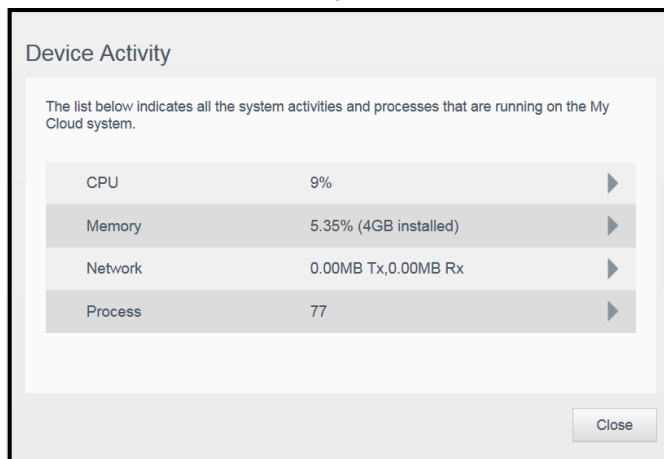 Device Activity
The list below indicates all the system activities and processes that are running on the My
Cloud system.
CPU 9%
Memory 5.35% (4GB installed)
Network 0.00MB Tx,0.00MB Rx
Process 77
Close